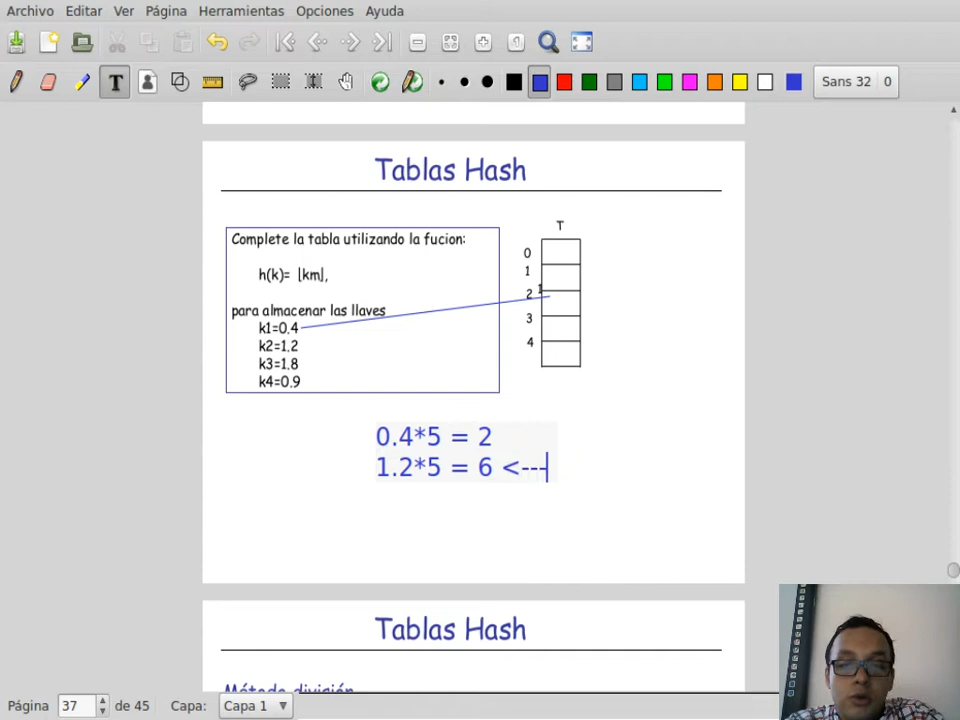 Archivo Editar Ver Página Herramientas Opciones Ayuda
T Sans 32 0
Tablas Hash
Complete la tabla utilizando la fucion:
h(k)= ⌊km⌋,
para almacenar las llaves
k1=0.4
k2=1.2
k3=1.8
k4=0.9
T
0
1
1
2
3
4
0.4*5 = 2
1.2*5 = 6 <---
Tablas Hash
Método división
Página 37 de 45 Capa: Capa 1